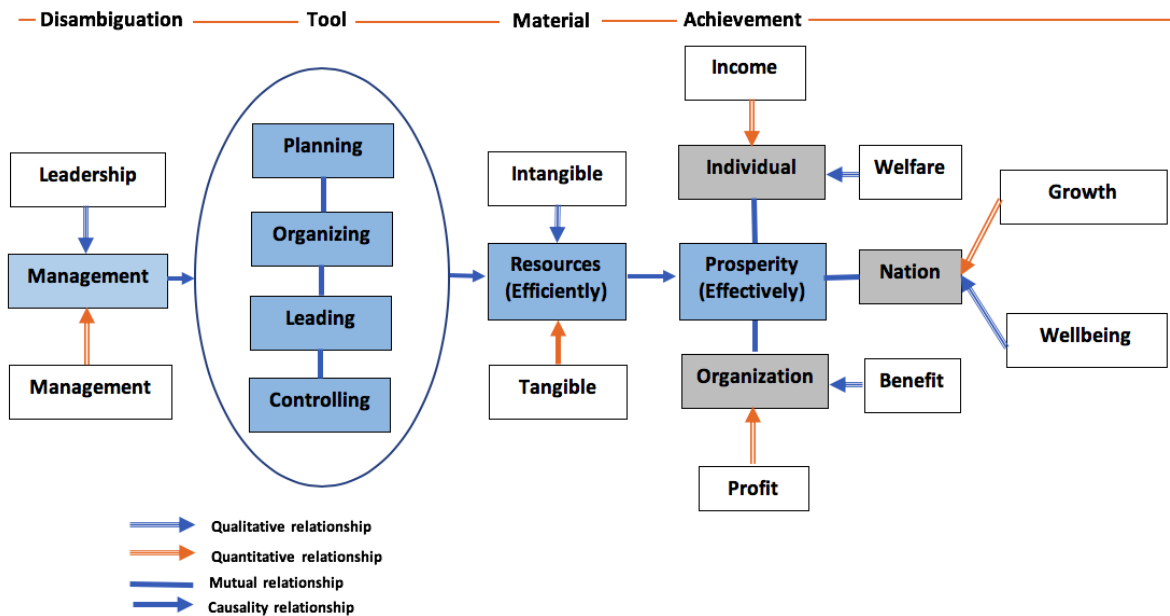 Disambiguation
Tool
Material
Achievement
Income
Planning
Leadership
Intangible
Individual
Welfare
Growth
Organizing
Management
Resources
(Efficiently)
Prosperity
(Effectively)
Nation
Leading
Wellbeing
Management
Controlling
Tangible
Organization
Benefit
Profit
Qualitative relationship
Quantitative relationship
Mutual relationship
Causality relationship